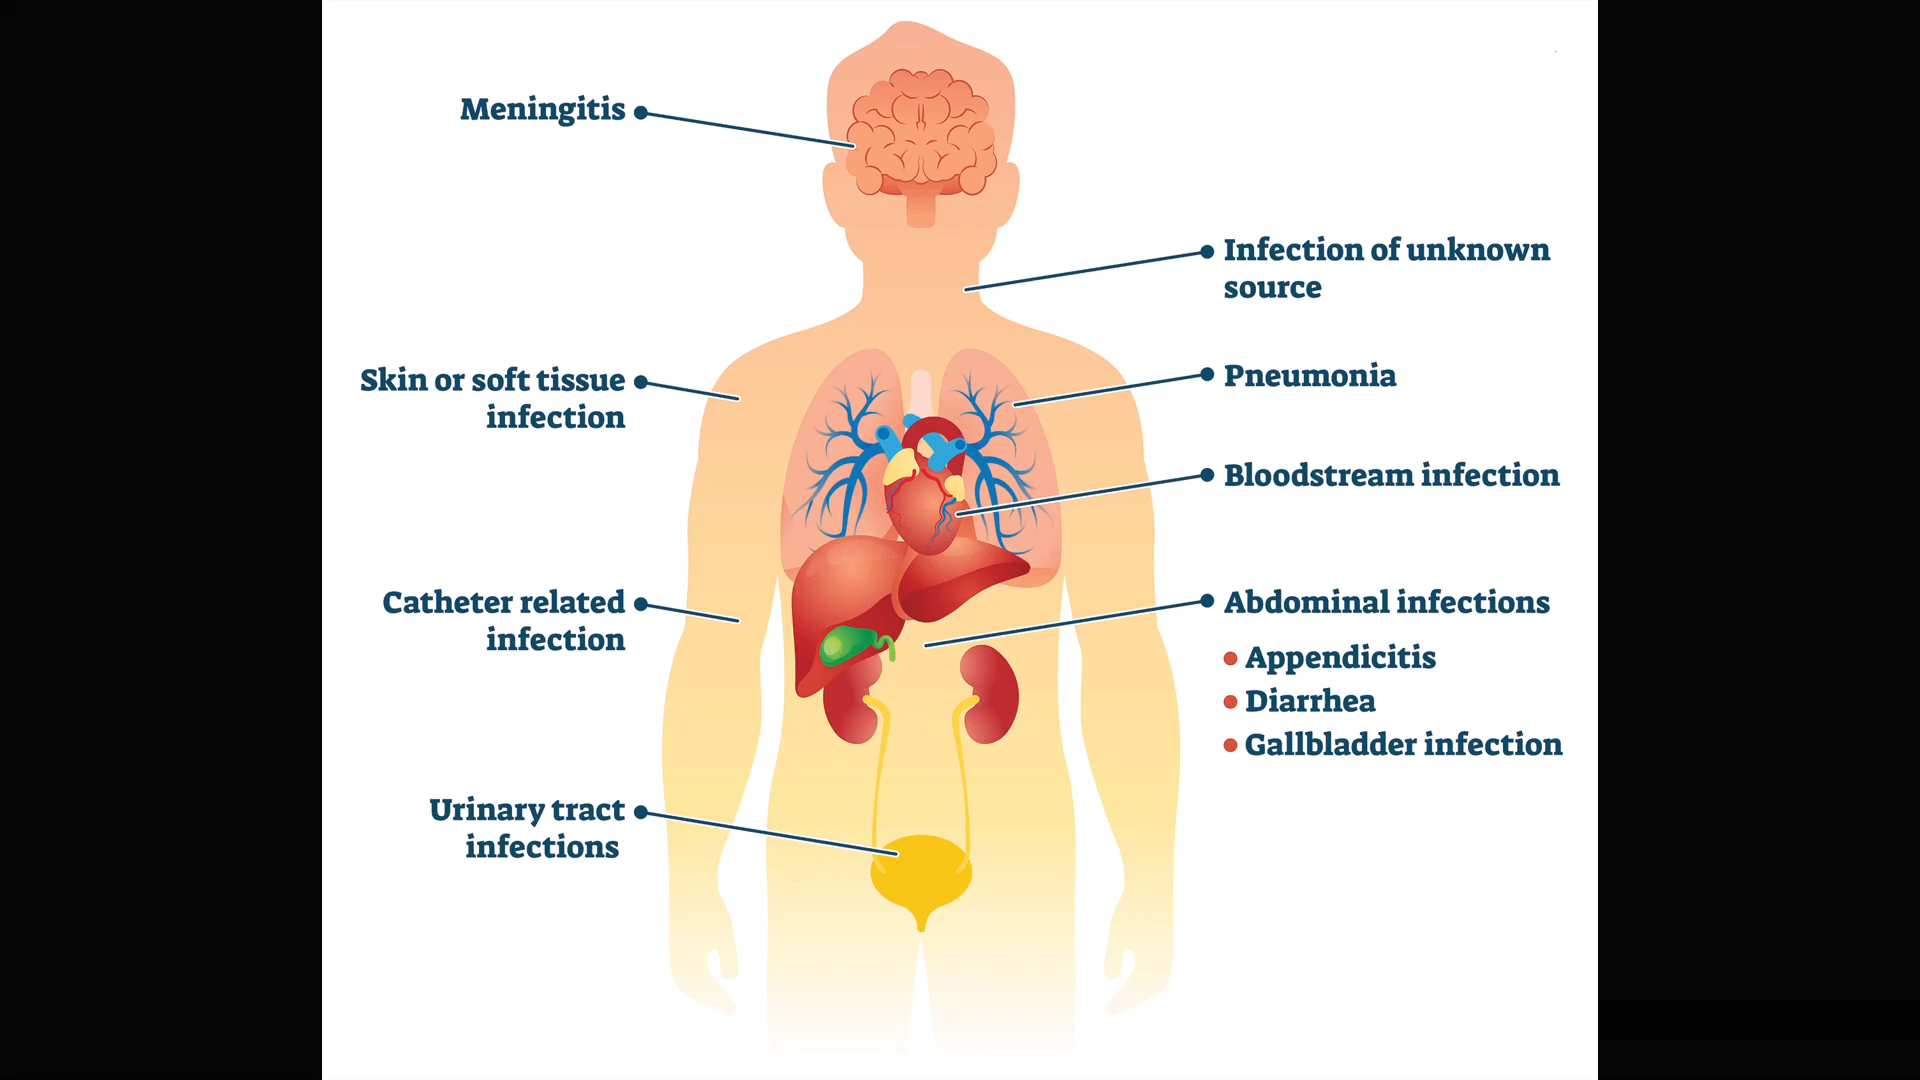 Meningitis
Infection of unknown
source
Skin or soft tissue
infection
Pneumonia
Bloodstream infection
Catheter related
infection
Abdominal infections
Appendicitis
Diarrhea
Gallbladder infection
Urinary tract
infections